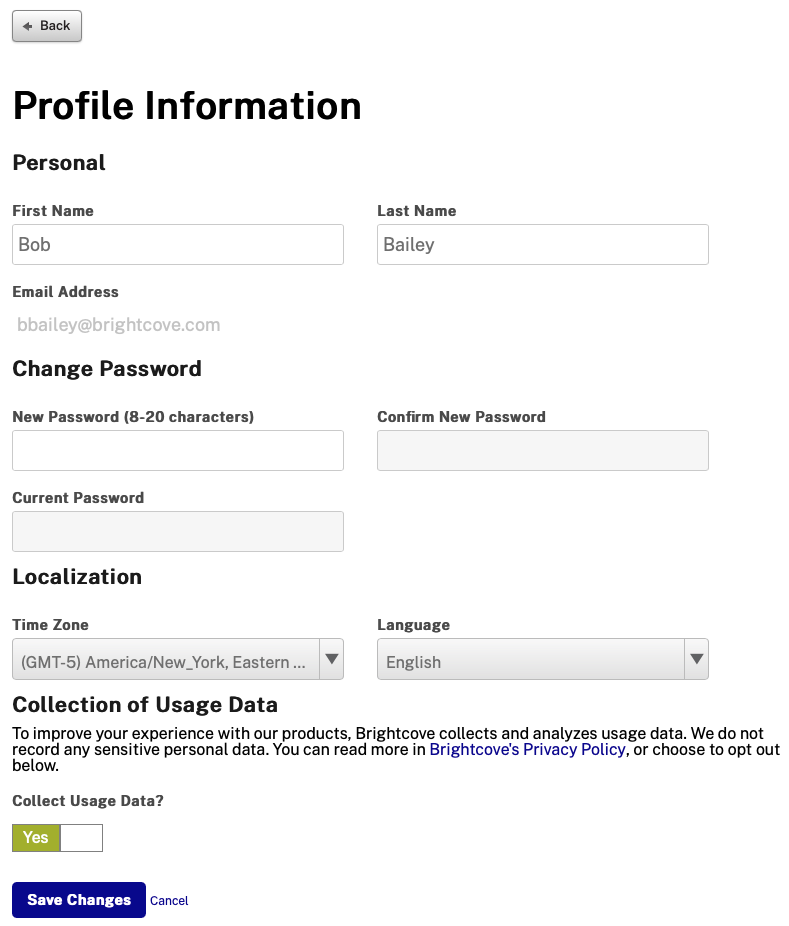 Back
Profile Information
Personal
First Name
Last Name
Bob
Bailey
Email Address
bbailey@brightcove.com
Change Password
New Password (8-20 characters)
Confirm New Password
Current Password
Localization
Time Zone
Language
(GMT-5) America/New_York, Eastern ...
English
Collection of Usage Data
To improve your experience with our products, Brightcove collects and analyzes usage data. We do not
record any sensitive personal data. You can read more in Brightcove's Privacy Policy, or choose to opt out
below.
Collect Usage Data?
Yes
Save Changes
Cancel